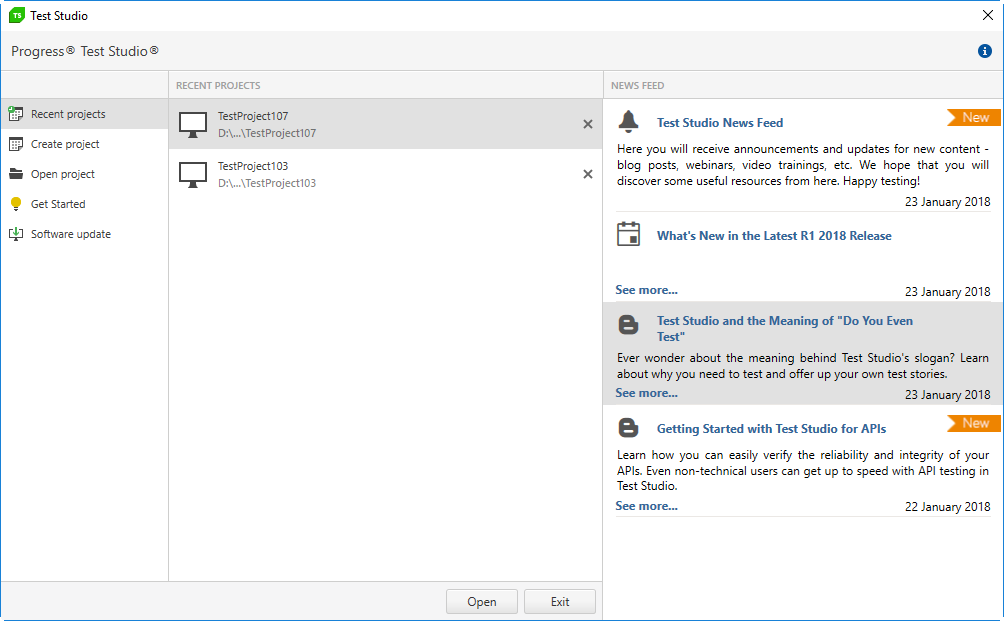 TS Test Studio
Progress® Test Studio®
RECENT PROJECTS
NEWS FEED
Recent projects
Create project
Open project
Get Started
Software update
TestProject107
D:\...\TestProject107
TestProject103
D:\...\TestProject103
Test Studio News Feed
New
Here you will receive announcements and updates for new content -
blog posts, webinars, video trainings, etc. We hope that you will
discover some useful resources from here. Happy testing!
23 January 2018
What's New in the Latest R1 2018 Release
See more...
23 January 2018
Test Studio and the Meaning of "Do You Even
Test"
Ever wonder about the meaning behind Test Studio's slogan? Learn
about why you need to test and offer up your own test stories.
See more...
23 January 2018
Getting Started with Test Studio for APIs
New
Learn how you can easily verify the reliability and integrity of your
APIs. Even non-technical users can get up to speed with API testing in
Test Studio.
See more...
22 January 2018
Open
Exit